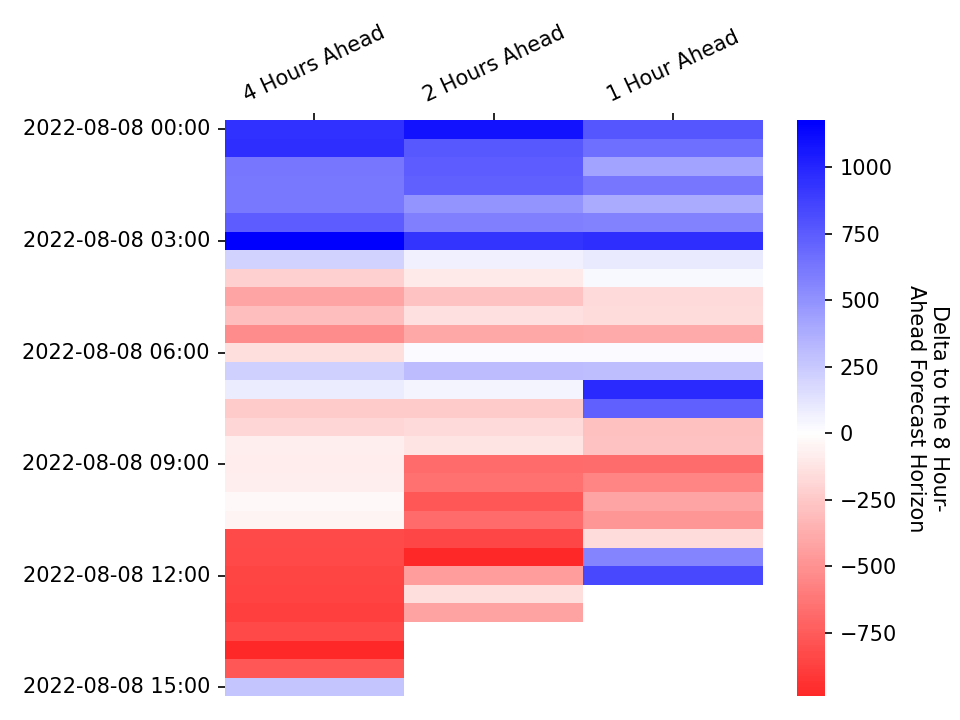 4 Hours Ahead
2 Hours Ahead
1 Hour Ahead
2022-08-08 00:00
2022-08-08 03:00
2022-08-08 06:00
2022-08-08 09:00
2022-08-08 12:00
2022-08-08 15:00
1000
750
500
250
0
−250
−500
−750
Delta to the 8 Hour-
Ahead Forecast Horizon